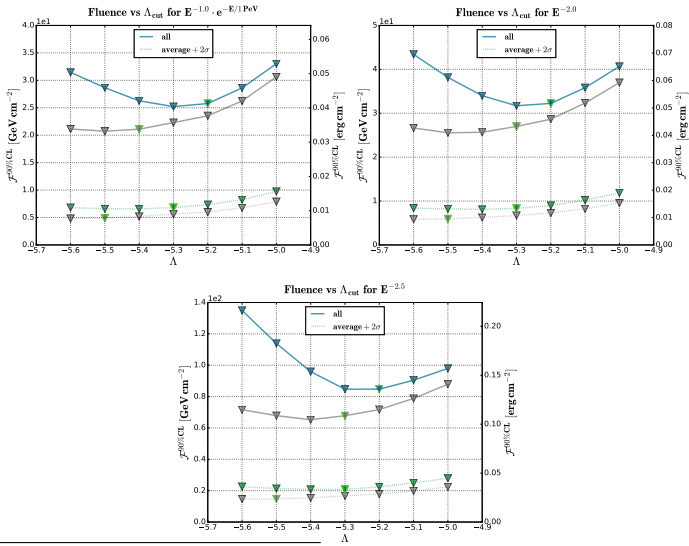 Fluence vs Λcut for E^−1.0 · e^−E/1PeV
4.0 1e1
3.5
3.0
2.5
2.0
1.5
1.0
0.5
0.0
ℱ^90%CL [GeV cm^−2]
all
average + 2σ
0.06
0.05
0.04
0.03
0.02
0.01
0.00
ℱ^90%CL [erg cm^−2]
−5.7 −5.6 −5.5 −5.4 −5.3 −5.2 −5.1 −5.0 −4.9
Λ
Fluence vs Λcut for E^−2.0
5 1e1
4
3
2
1
0
ℱ^90%CL [GeV cm^−2]
all
average + 2σ
0.08
0.07
0.06
0.05
0.04
0.03
0.02
0.01
0.00
ℱ^90%CL [erg cm^−2]
−5.7 −5.6 −5.5 −5.4 −5.3 −5.2 −5.1 −5.0 −4.9
Λ
Fluence vs Λcut for E^−2.5
1.4 1e2
1.2
1.0
0.8
0.6
0.4
0.2
0.0
ℱ^90%CL [GeV cm^−2]
all
average + 2σ
0.20
0.15
0.10
0.05
0.00
ℱ^90%CL [erg cm^−2]
−5.7 −5.6 −5.5 −5.4 −5.3 −5.2 −5.1 −5.0 −4.9
Λ